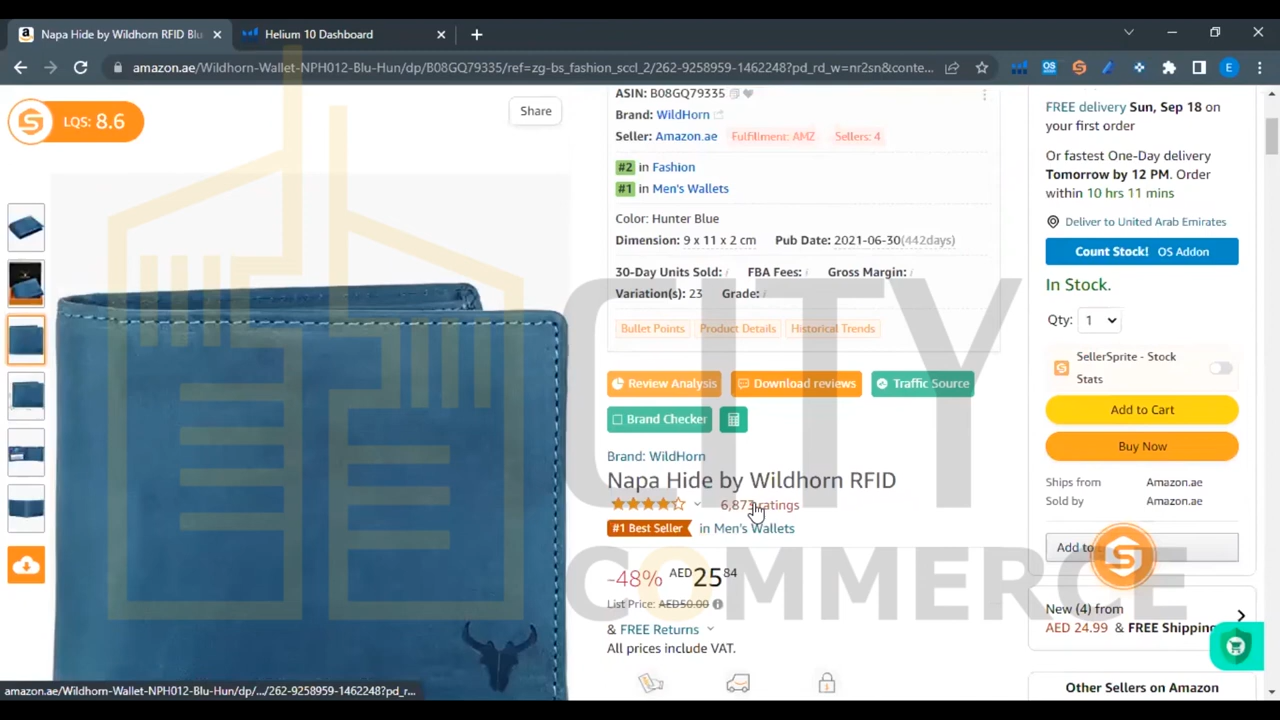 Napa Hide by Wildhorn RFID Blu
Helium 10 Dashboard
amazon.ae/Wildhorn-Wallet-NPH012-Blu-Hun/dp/B08GQ79335/ref=zg-bs_fashion_sccl_2/262-9258959-1462248?pd_rd_w=nr2sn&conte...
OS
E
LQS: 8.6
Share
ASIN: B08GQ79335
Brand: WildHorn
Seller: Amazon.ae Fulfillment: AMZ Sellers: 4
#2 in Fashion
#1 in Men's Wallets
Color: Hunter Blue
Dimension: 9 x 11 x 2 cm Pub Date: 2021-06-30(442days)
30-Day Units Sold: FBA Fees: Gross Margin:
Variation(s): 23 Grade:
Bullet Points Product Details Historical Trends
Review Analysis Download reviews Traffic Source
Brand Checker
Brand: WildHorn
Napa Hide by Wildhorn RFID
6,873 ratings
#1 Best Seller in Men's Wallets
-48% AED 25 84
List Price: AED50.00
& FREE Returns
All prices include VAT.
FREE delivery Sun, Sep 18 on
your first order
Or fastest One-Day delivery
Tomorrow by 12 PM. Order
within 10 hrs 11 mins
Deliver to United Arab Emirates
Count Stock! OS Addon
In Stock.
Qty: 1
SellerSprite - Stock
Stats
Add to Cart
Buy Now
Ships from Amazon.ae
Sold by Amazon.ae
Add to
New (4) from
AED 24.99 & FREE Shipping
Other Sellers on Amazon
CITY
COMMERCE
amazon.ae/Wildhorn-Wallet-NPH012-Blu-Hun/dp/.../262-9258959-1462248?pd_r...